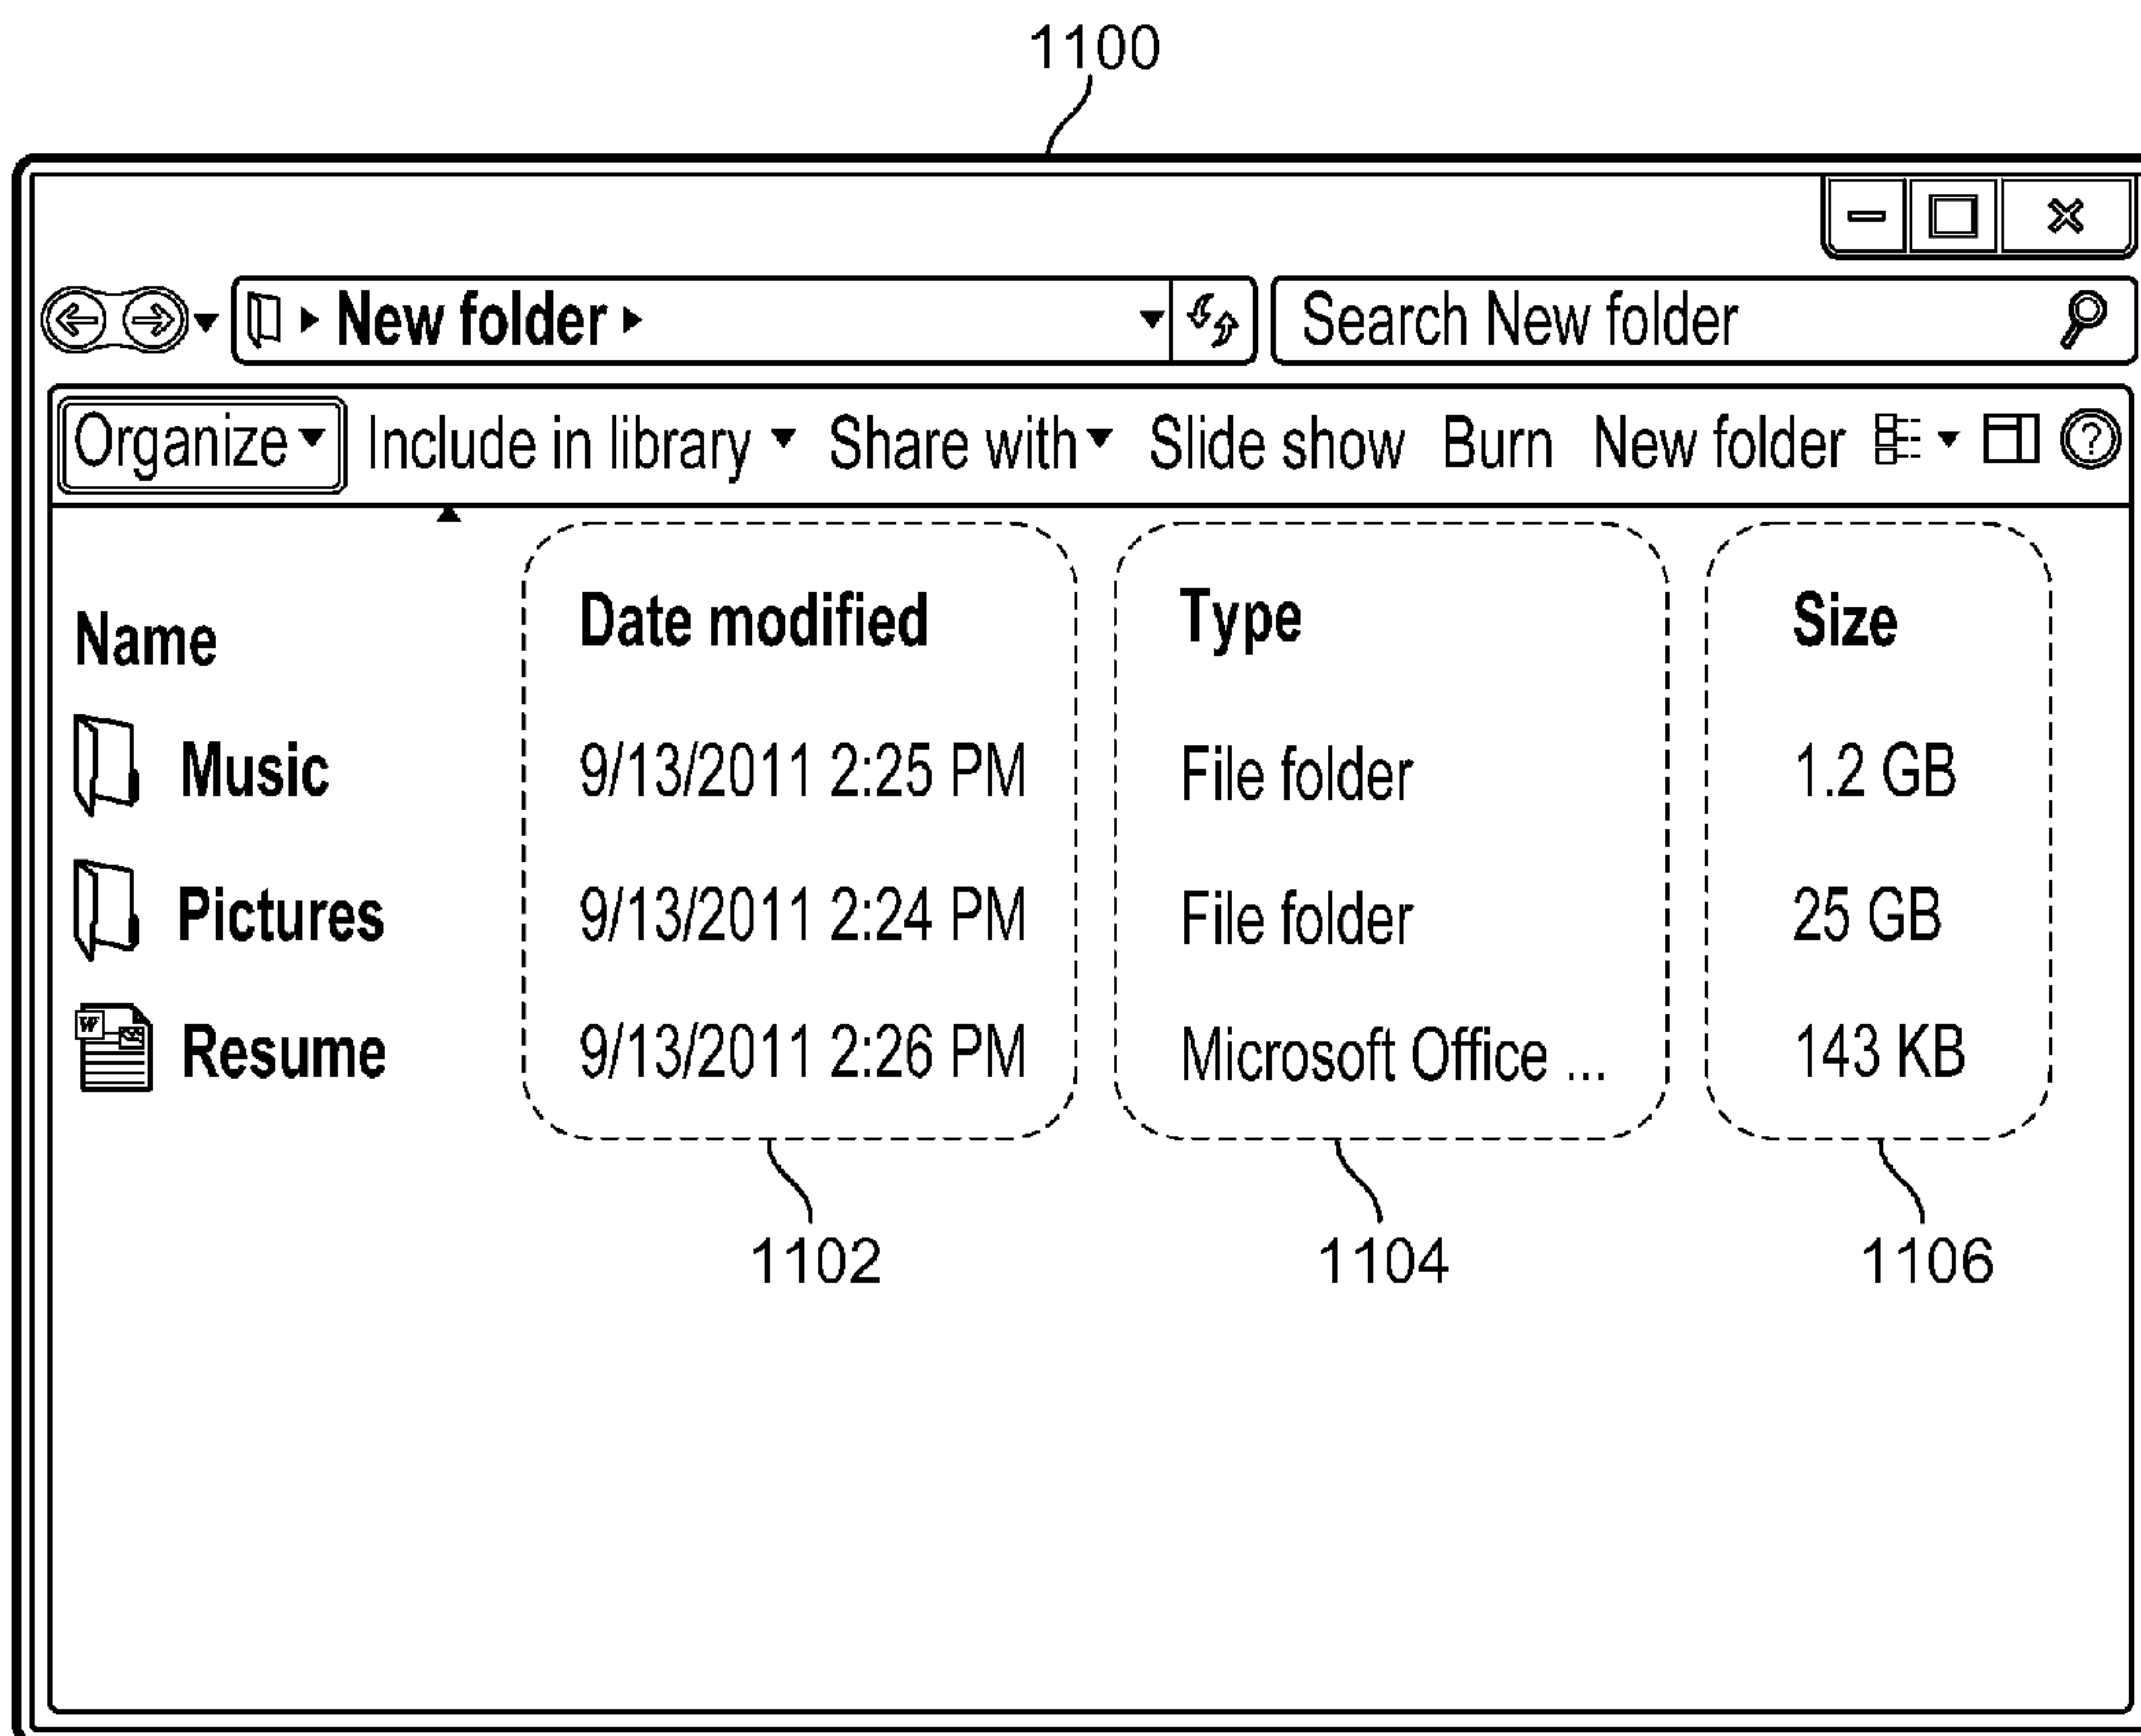 1100
New folder
Search New folder
Organize Include in library Share with Slide show Burn New folder ?
Name Date modified Type Size
Music 9/13/2011 2:25 PM File folder 1.2 GB
Pictures 9/13/2011 2:24 PM File folder 25 GB
W Resume 9/13/2011 2:26 PM Microsoft Office ... 143 KB
1102 1104 1106